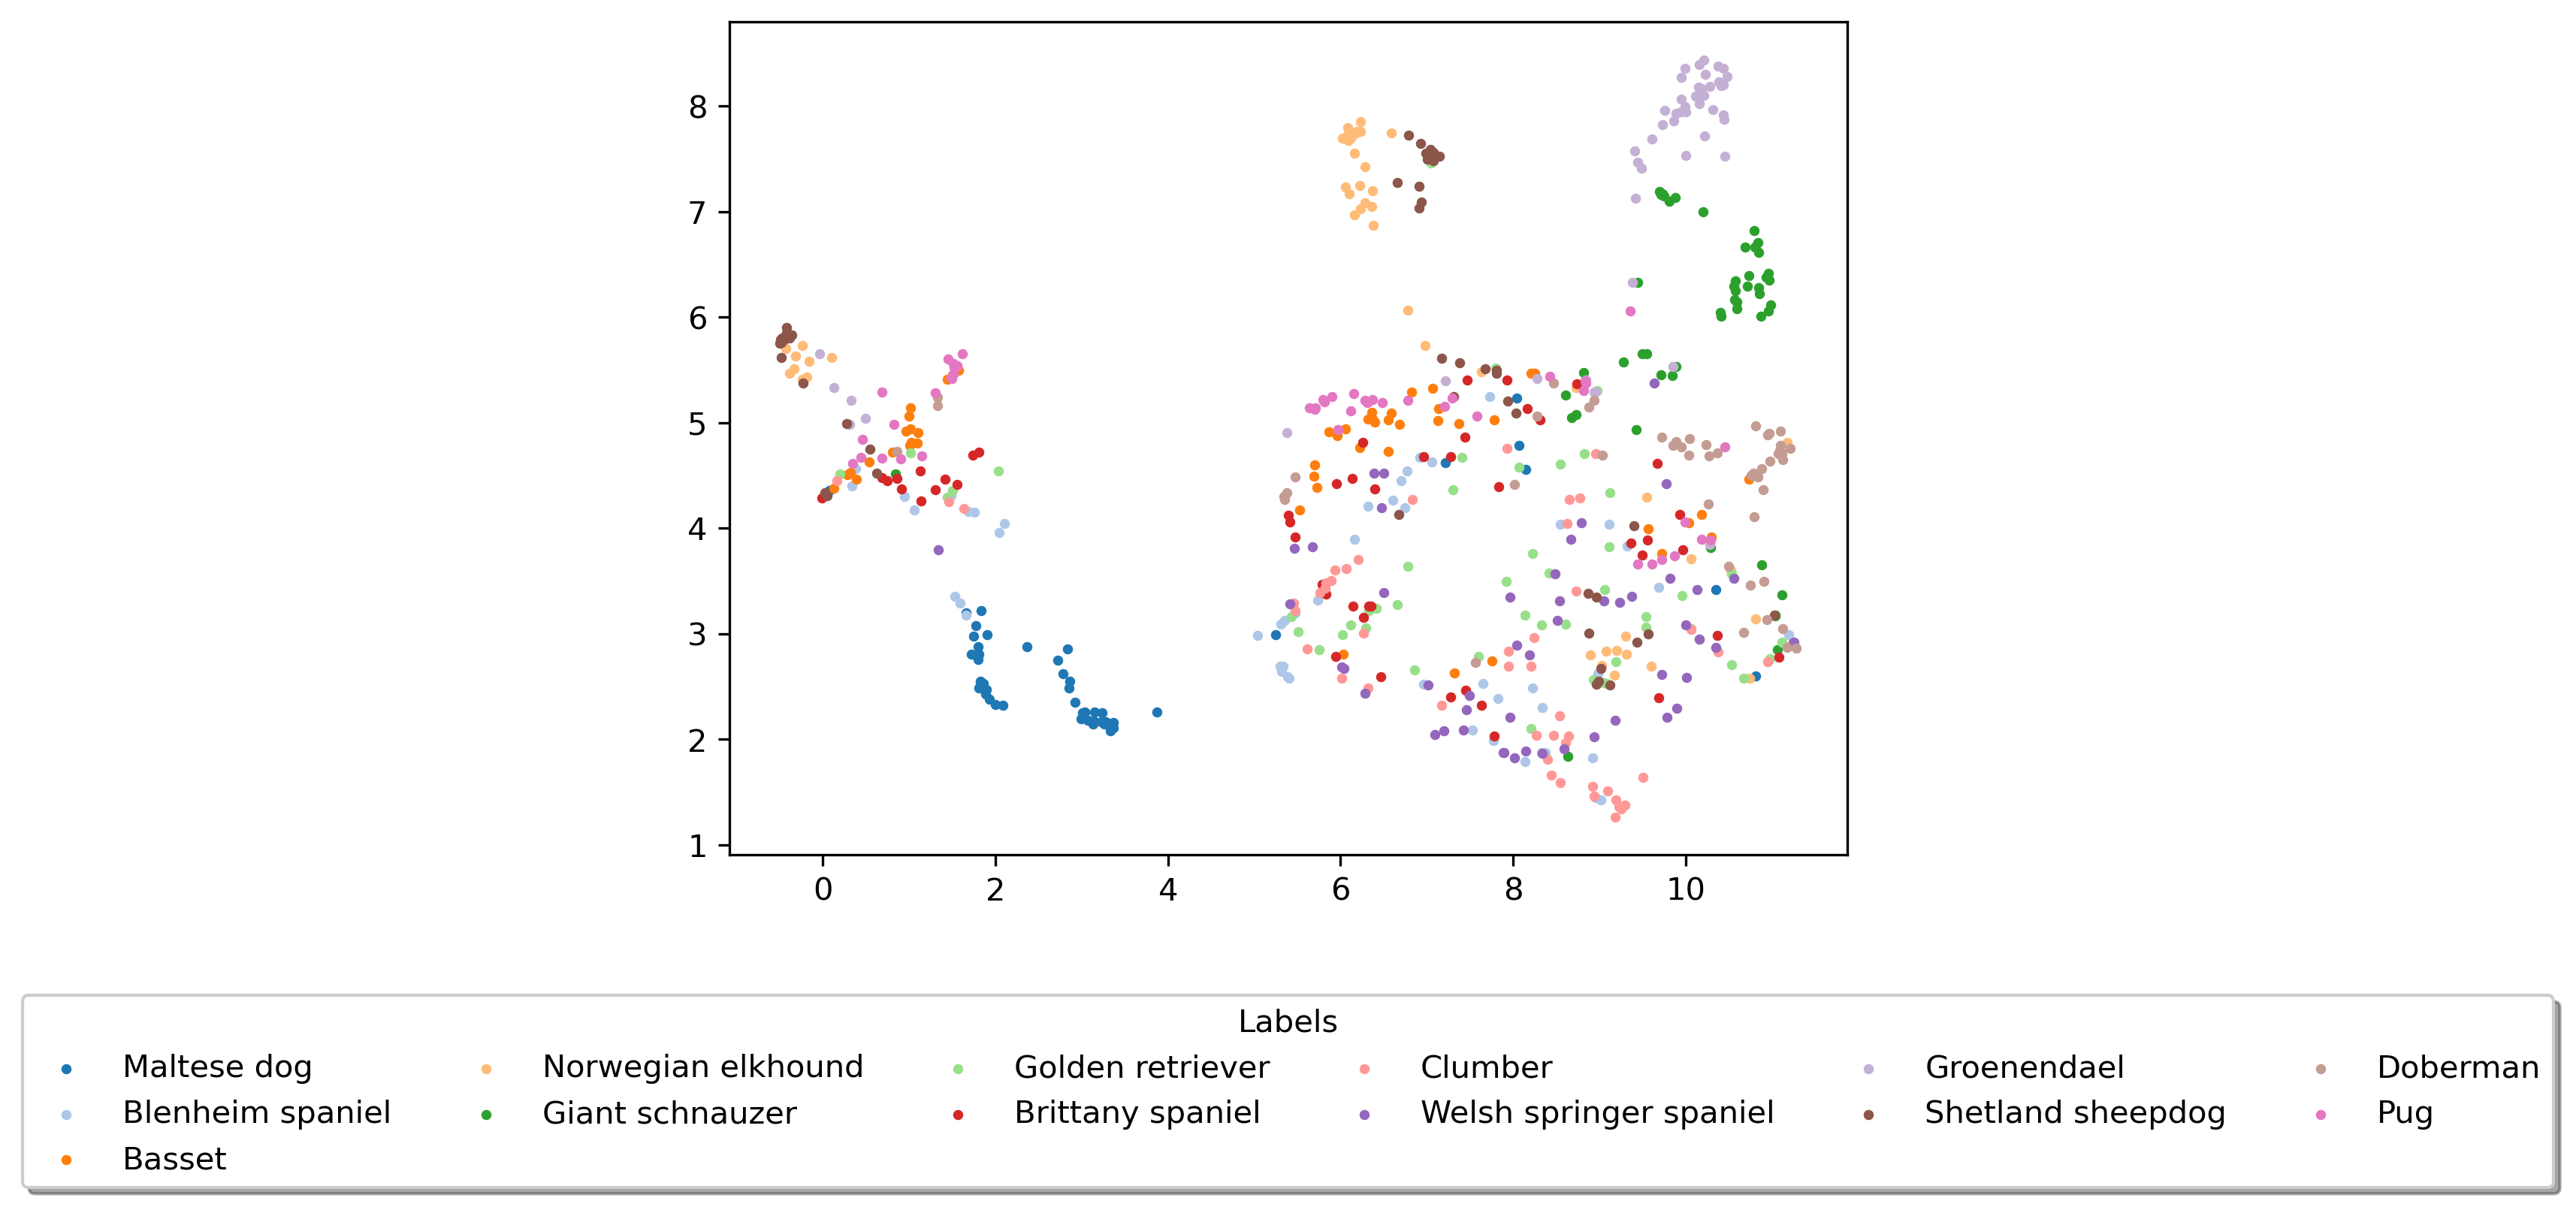 8
7
6
5
4
3
2
1
0 2 4 6 8 10
Labels
Maltese dog Norwegian elkhound Golden retriever Clumber Groenendael Doberman
Blenheim spaniel Giant schnauzer Brittany spaniel Welsh springer spaniel Shetland sheepdog Pug
Basset